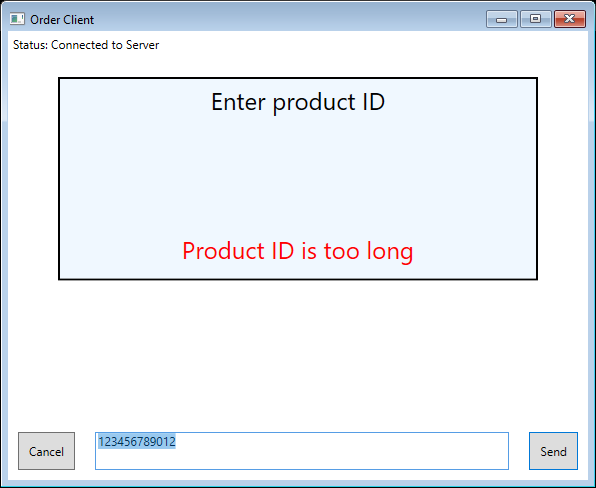 Order Client
Status: Connected to Server
Enter product ID
Product ID is too long
Cancel
123456789012
Send